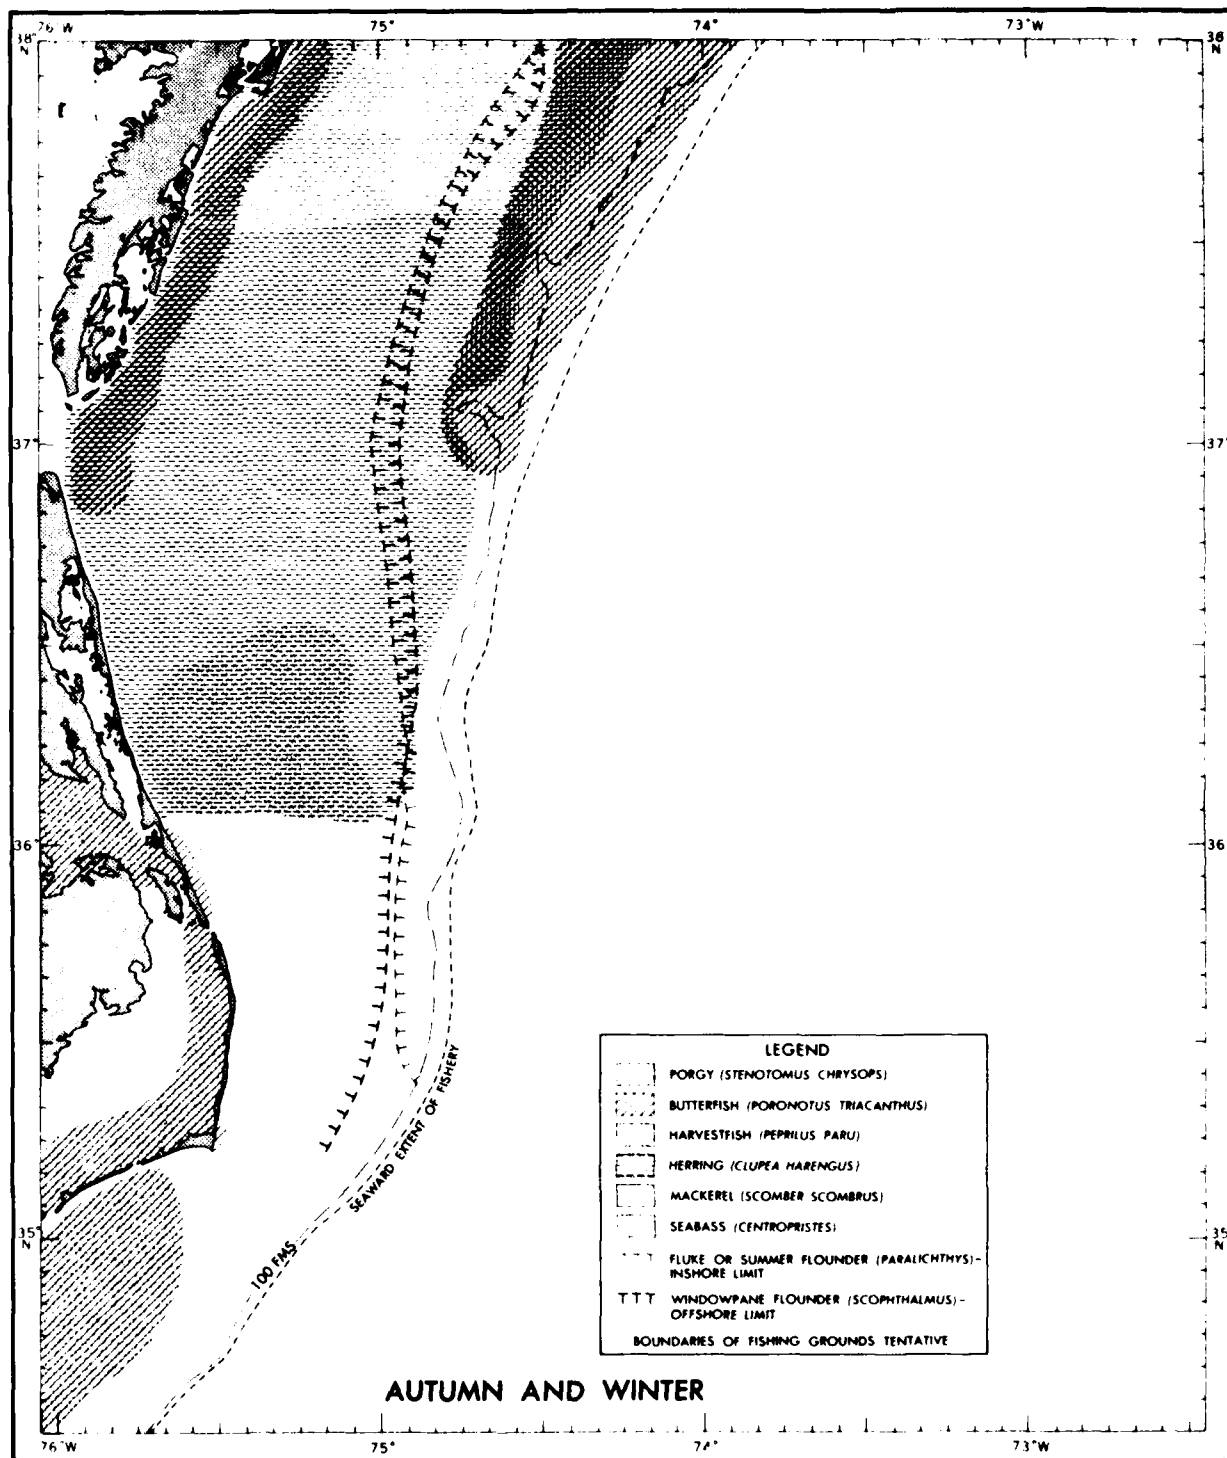 76°W 75° 74° 73°W
38° N 38° N
37° 37°
36° 36°
35° N 35° N
SEAWARD EXTENT OF FISHERY
100 FMS
LEGEND
PORGY (STENOTOMUS CHRYSOPS)
BUTTERFISH (PORONOTUS TRIACANTHUS)
HARVESTFISH (PEPRILUS PARU)
HERRING (CLUPEA HARENGUS)
MACKEREL (SCOMBER SCOMBRUS)
SEABASS (CENTROPRISTES)
FLUKE OR SUMMER FLOUNDER (PARALICHTHYS)-
INSHORE LIMIT
WINDOWPANE FLOUNDER (SCOPHTHALMUS)-
OFFSHORE LIMIT
BOUNDARIES OF FISHING GROUNDS TENTATIVE
AUTUMN AND WINTER
76°W 75° 74° 73°W